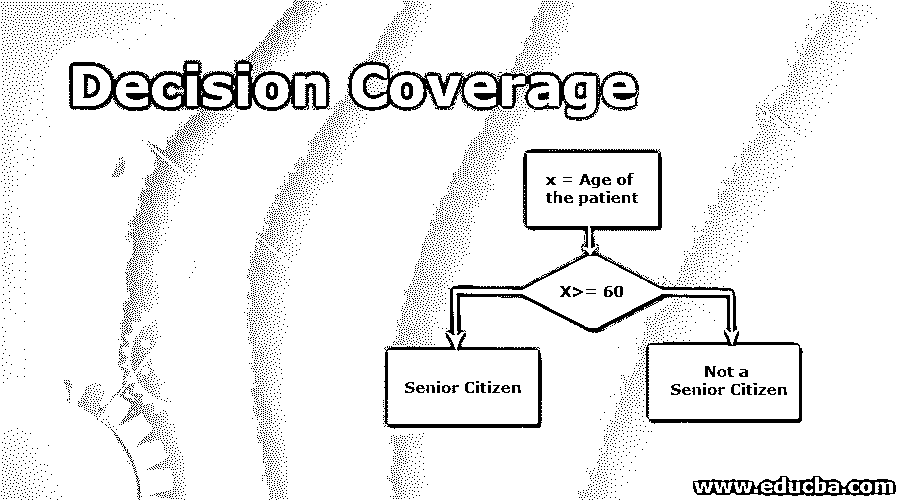 Decision Coverage
x = Age of
the patient
X>= 60
Senior Citizen
Not a
Senior Citizen
www.educba.com